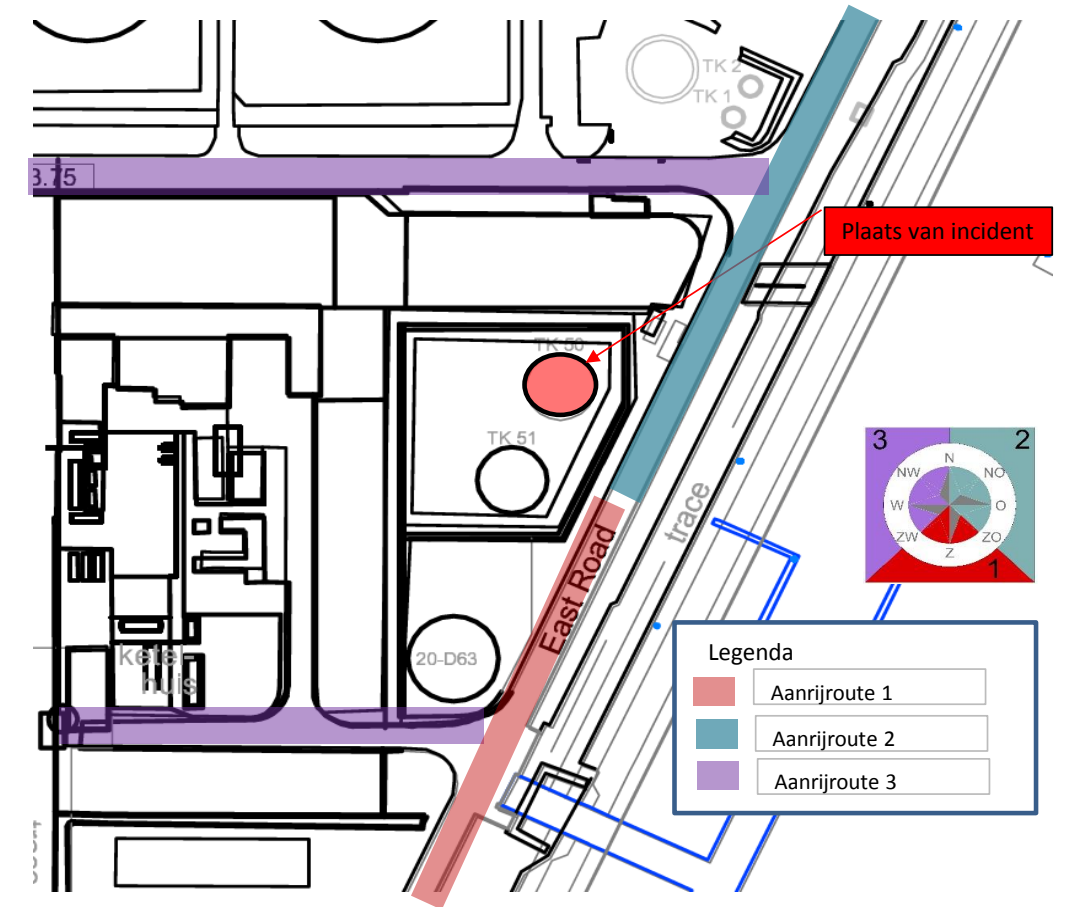 TK 2
TK 1
3.75
Plaats van incident
TK 50
TK 51
3
2
N
NW
NO
W
O
ZW
ZO
Z
1
trace
East Road
20-D63
ketel-
huis
Legenda
Aanrijroute 1
Aanrijroute 2
Aanrijroute 3